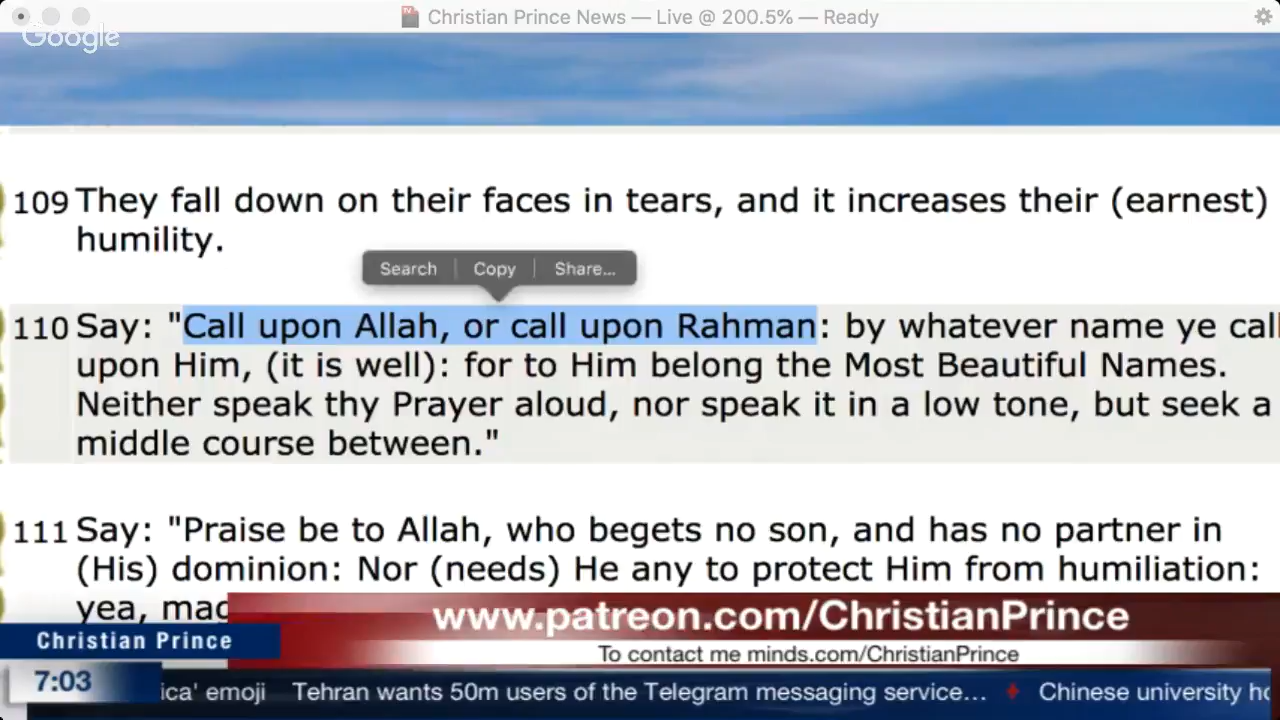 Christian Prince News — Live @ 200.5% — Ready
Google
109 They fall down on their faces in tears, and it increases their (earnest)
humility.
Search Copy Share...
110 Say: "Call upon Allah, or call upon Rahman: by whatever name ye call
upon Him, (it is well): for to Him belong the Most Beautiful Names.
Neither speak thy Prayer aloud, nor speak it in a low tone, but seek a
middle course between."
111 Say: "Praise be to Allah, who begets no son, and has no partner in
(His) dominion: Nor (needs) He any to protect Him from humiliation:
yea, mag
www.patreon.com/ChristianPrince
Christian Prince
To contact me minds.com/ChristianPrince
7:03
ica' emoji Tehran wants 50m users of the Telegram messaging service... Chinese university ho